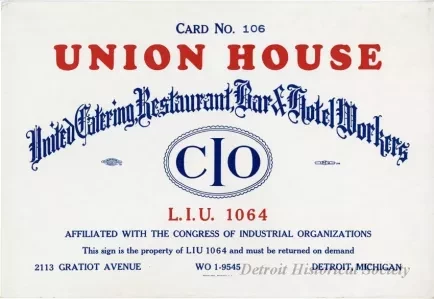 CARD NO. 106
UNION HOUSE
United Catering, Restaurant, Bar & Hotel Workers
CIO
L.I.U. 1064
AFFILIATED WITH THE CONGRESS OF INDUSTRIAL ORGANIZATIONS
This sign is the property of LIU 1064 and must be returned on demand
2113 GRATIOT AVENUE WO 1-9545 DETROIT, MICHIGAN
Detroit Historical Society